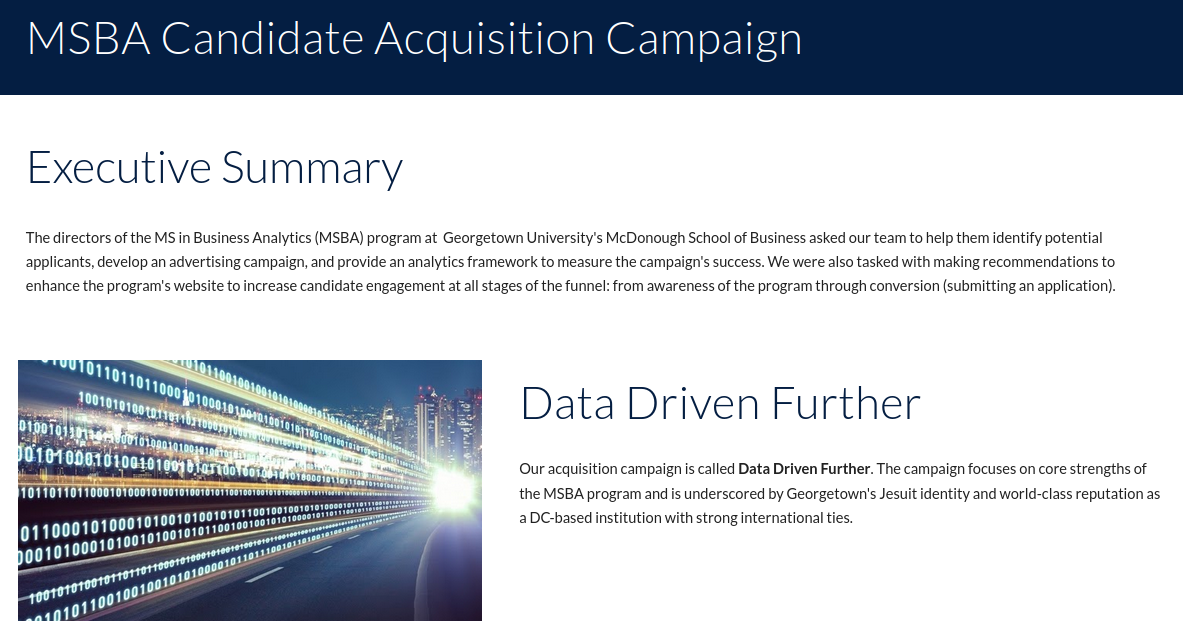 MSBA Candidate Acquisition Campaign
Executive Summary
The directors of the MS in Business Analytics (MSBA) program at  Georgetown University's McDonough School of Business asked our team to help them identify potential
applicants, develop an advertising campaign, and provide an analytics framework to measure the campaign's success. We were also tasked with making recommendations to
enhance the program's website to increase candidate engagement at all stages of the funnel: from awareness of the program through conversion (submitting an application).
Data Driven Further
Our acquisition campaign is called Data Driven Further. The campaign focuses on core strengths of
the MSBA program and is underscored by Georgetown's Jesuit identity and world-class reputation as
a DC-based institution with strong international ties.